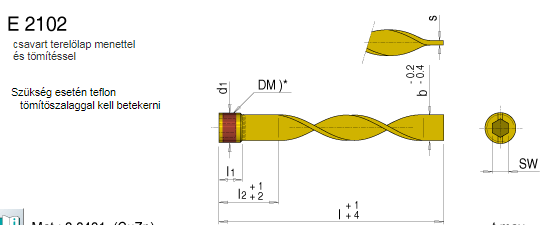 E 2102
csavart terelőlap menettel
és tömítéssel
Szükség esetén teflon
tömítöszalaggal kell betekerni
s
d1
DM )*
b -0.2 -0.4
SW
l1
l2 +1 +2
l +1 +4